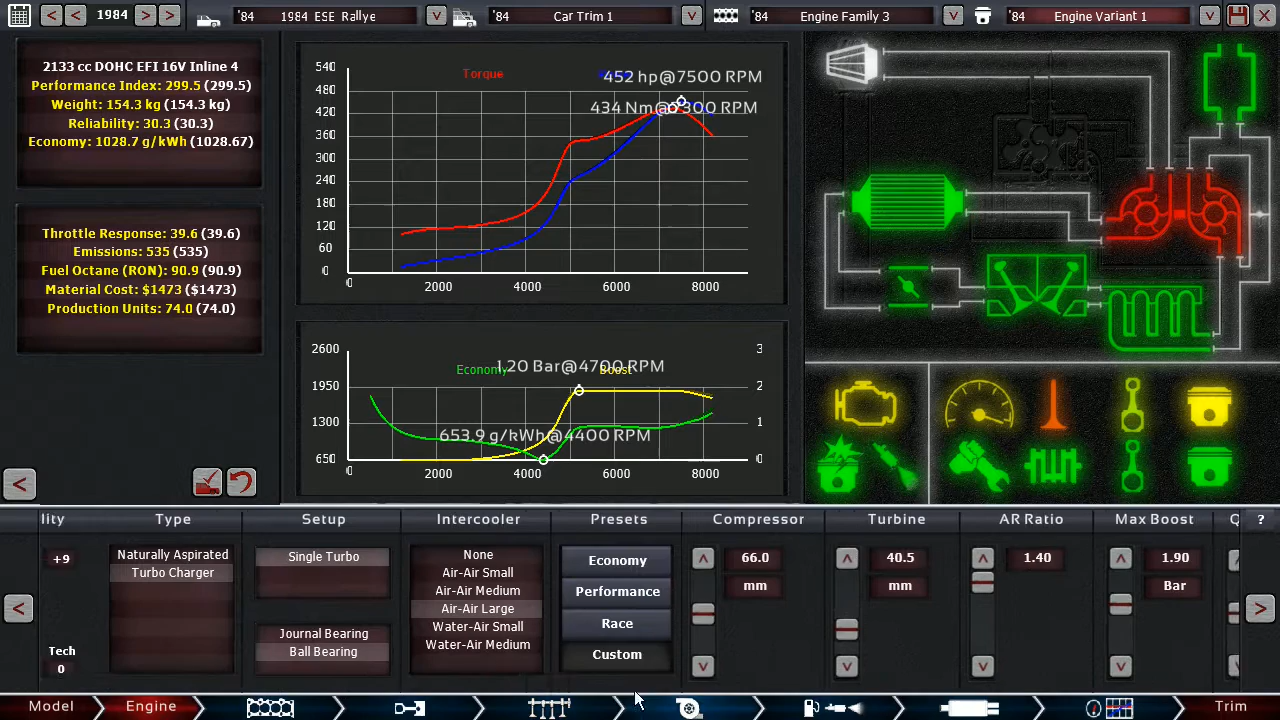 1984
'84 1984 ESE Rallye
'84 Car Trim 1
'84 Engine Family 3
'84 Engine Variant 1
2133 cc DOHC EFI 16V Inline 4
Performance Index: 299.5 (299.5)
Weight: 154.3 kg (154.3 kg)
Reliability: 30.3 (30.3)
Economy: 1028.7 g/kWh (1028.67)
Throttle Response: 39.6 (39.6)
Emissions: 535 (535)
Fuel Octane (RON): 90.9 (90.9)
Material Cost: $1473 ($1473)
Production Units: 74.0 (74.0)
540
480
420
360
300
240
180
120
60
0
Torque
452 hp@7500 RPM
0 2000 4000 6000 8000
2600
1950
1300
650
3
2
1
0
Economy
1.20 Bar@4700 RPM
Boost
653.9 g/kWh@4400 RPM
0 2000 4000 6000 8000
<
lity
+9
Tech
0
Type
Naturally Aspirated
Turbo Charger
Setup
Single Turbo
Journal Bearing
Ball Bearing
Intercooler
None
Air-Air Small
Air-Air Medium
Air-Air Large
Water-Air Small
Water-Air Medium
Presets
Economy
Performance
Race
Custom
Compressor
66.0
mm
Turbine
40.5
mm
AR Ratio
1.40
Max Boost
1.90
Bar
Q
?
<
>
Model
Engine
Trim